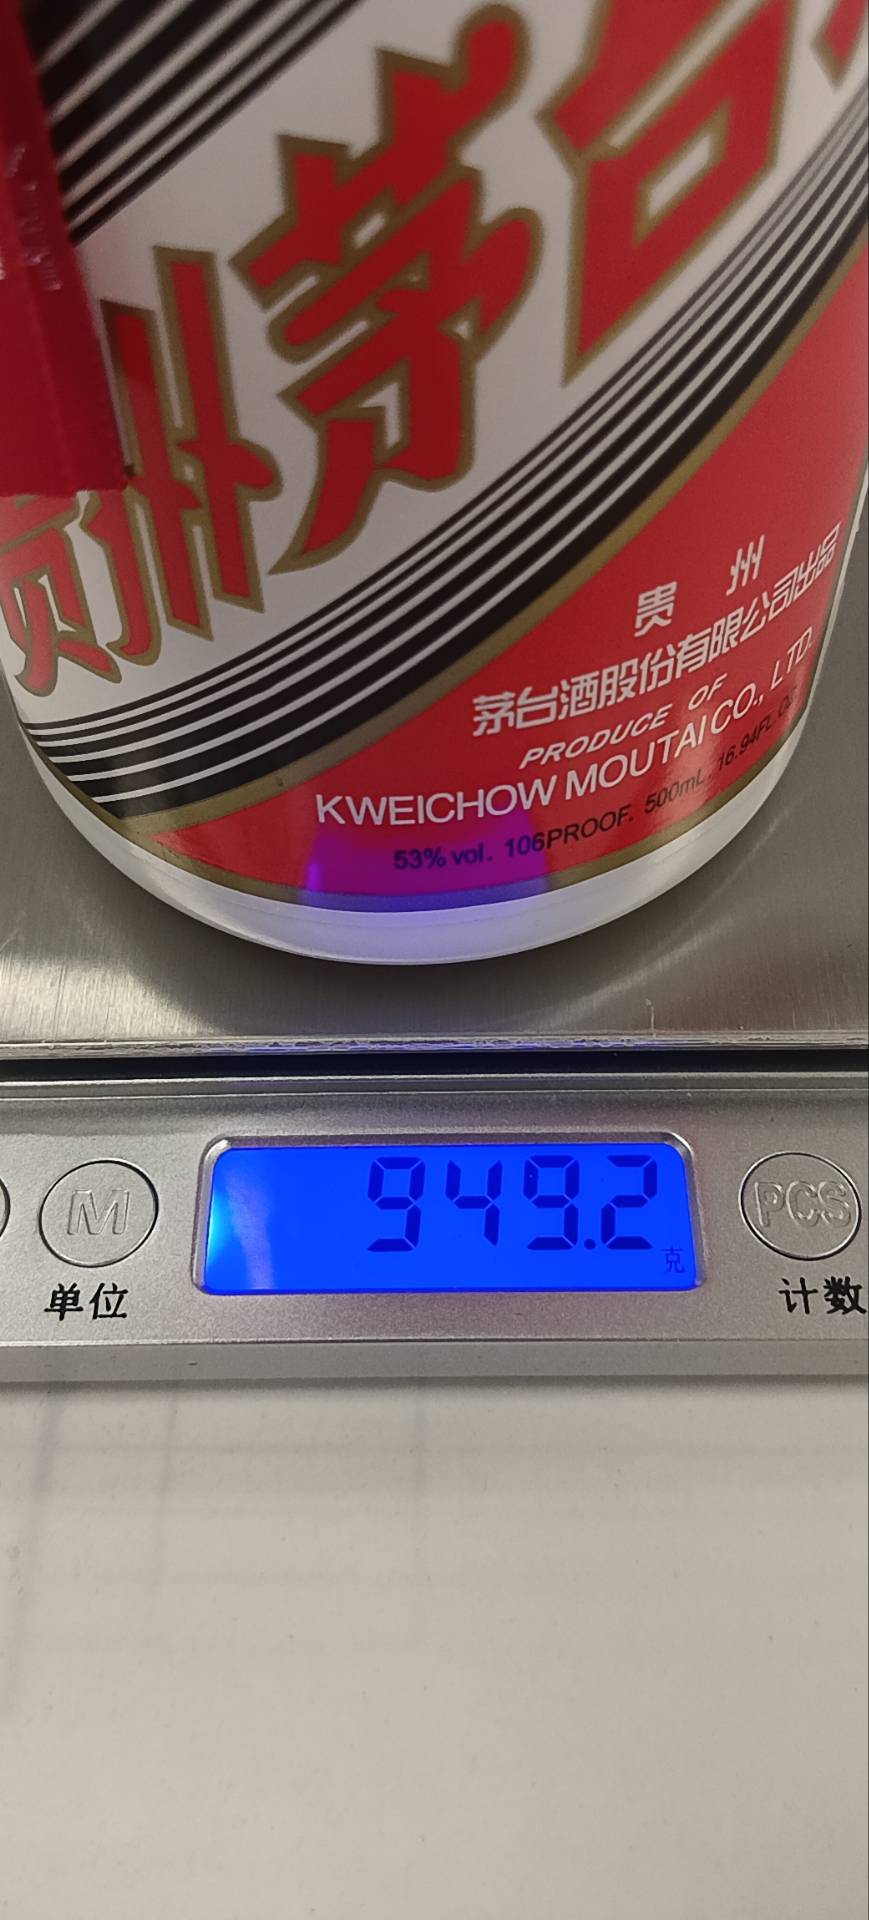 贵州茅台
贵州
茅台酒股份有限公司出品
PRODUCE OF
KWEICHOW MOUTAI CO., LTD.
53% vol. 106PROOF. 500mL. 16.94FL.OZ
949.2
克
M
单位
PCS
计数